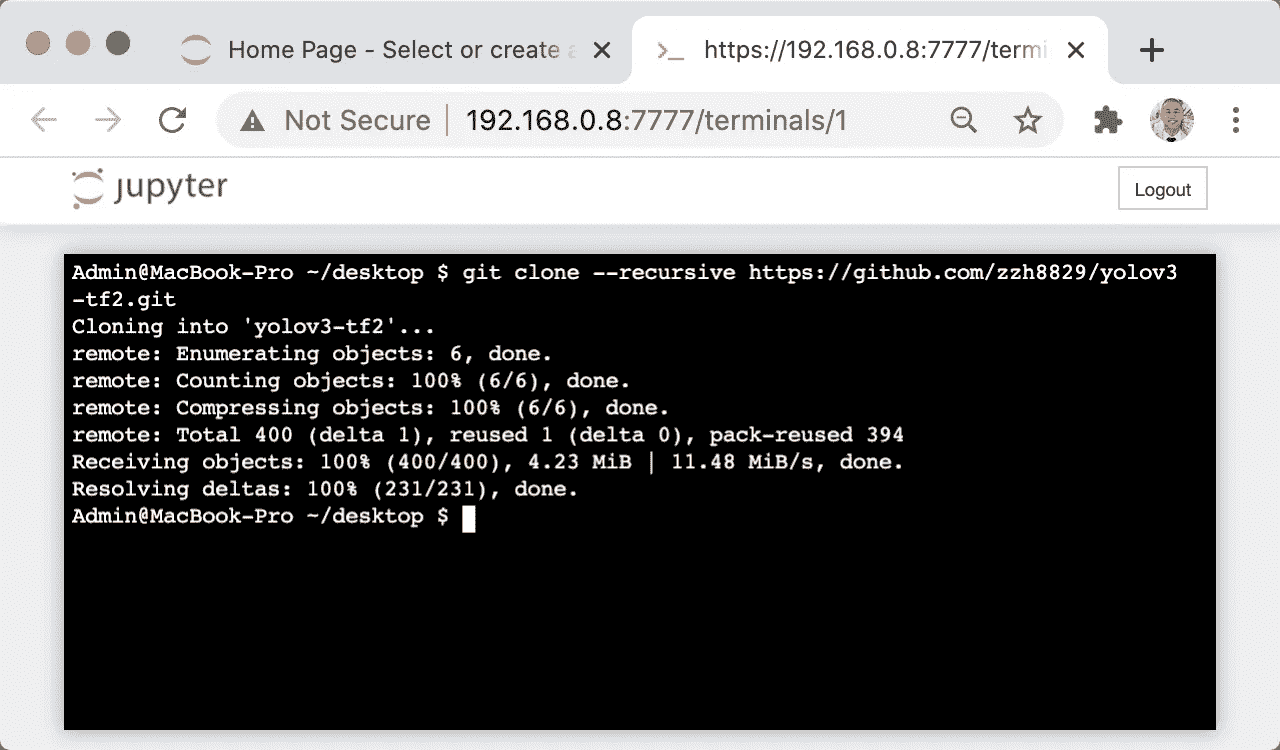 Home Page - Select or create a
https://192.168.0.8:7777/termi
Not Secure | 192.168.0.8:7777/terminals/1
jupyter
Logout
Admin@MacBook-Pro ~/desktop $ git clone --recursive https://github.com/zzh8829/yolov3
-tf2.git
Cloning into 'yolov3-tf2'...
remote: Enumerating objects: 6, done.
remote: Counting objects: 100% (6/6), done.
remote: Compressing objects: 100% (6/6), done.
remote: Total 400 (delta 1), reused 1 (delta 0), pack-reused 394
Receiving objects: 100% (400/400), 4.23 MiB | 11.48 MiB/s, done.
Resolving deltas: 100% (231/231), done.
Admin@MacBook-Pro ~/desktop $